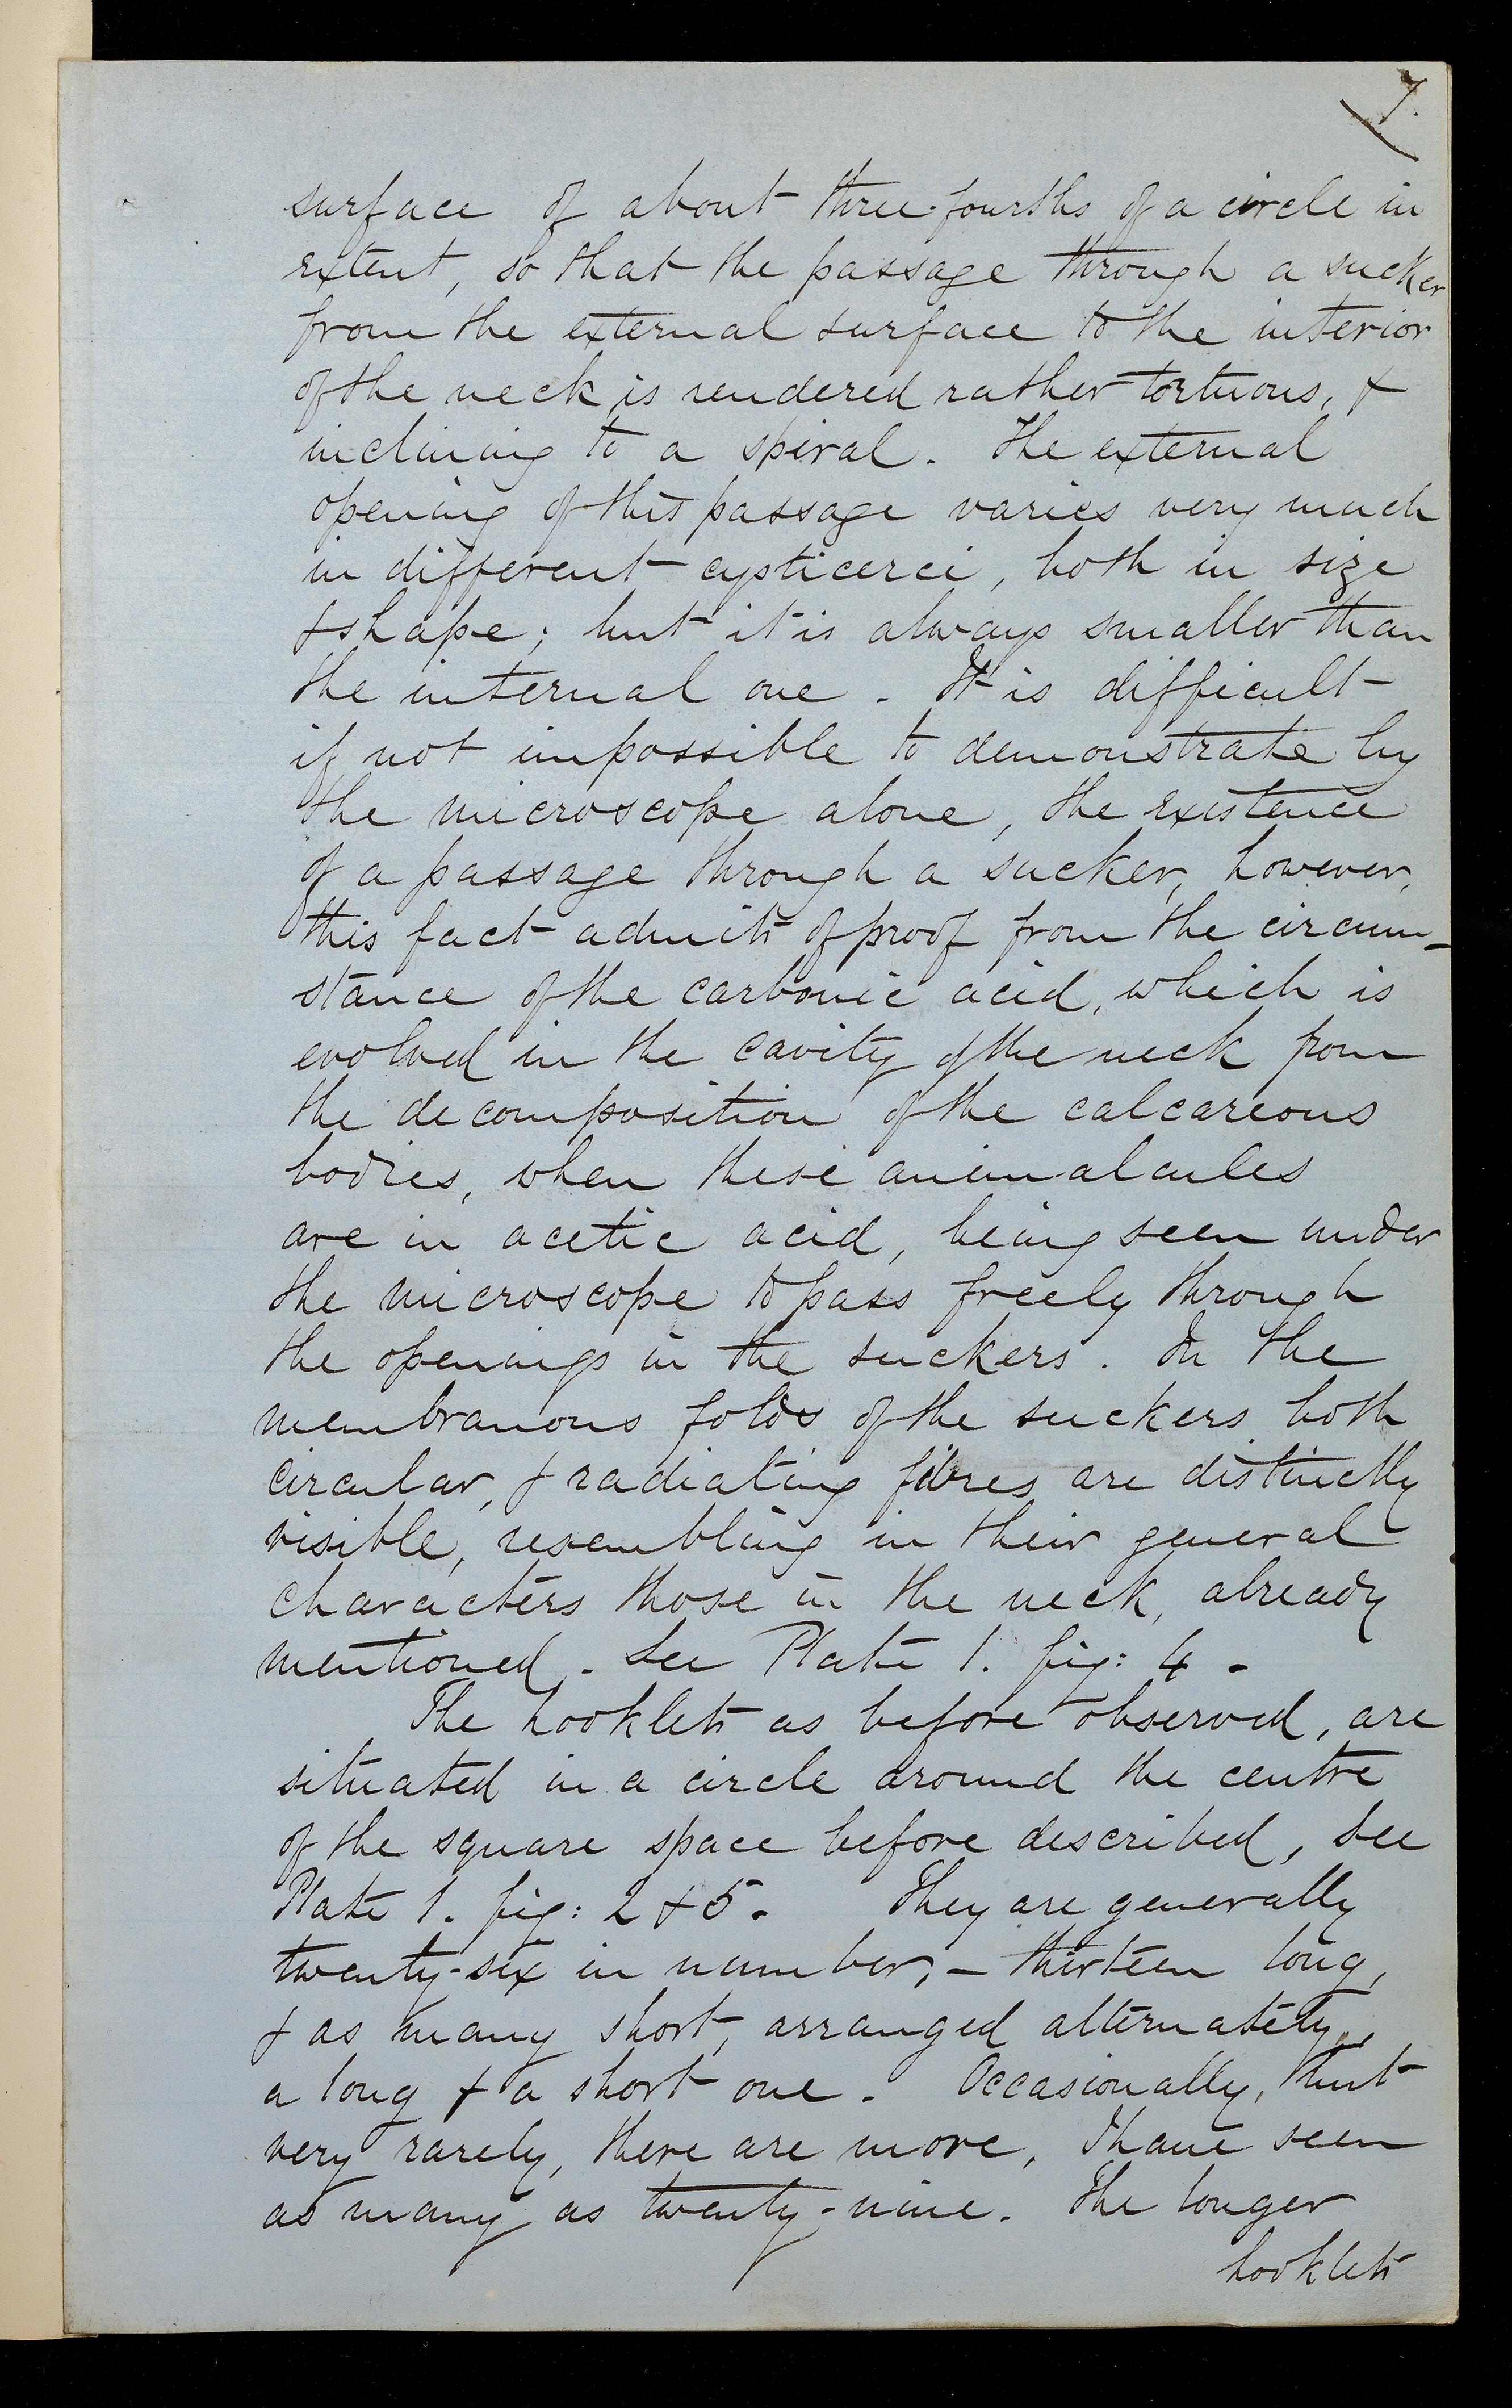 7.
surface of about three-fourths of a circle in
extent, so that the passage through a sucker
from the external surface to the interior
of the neck is rendered rather tortuous, &
inclining to a spiral. The external
opening of this passage varies very much
in different cysticerci, both in size
& shape; but it is always smaller than
the internal one. It is difficult
if not impossible to demonstrate by
the microscope alone, the existence
of a passage through a sucker, however,
this fact admits of proof from the circum-
stance of the carbonic acid, which is
evolved in the cavity of the neck from
the decomposition of the calcareous
bodies, when these animalcules
are in acetic acid, being seen under
the microscope to pass freely through
the openings in the suckers. In the
membranous folds of the suckers both
circular, & radiating fibres are distinctly
visible, resembling in their general
characters those in the neck, already
mentioned. See Plate 1. fig: 4.
The hooklets as before observed, are
situated in a circle around the centre
of the square space before described, see
Plate 1. fig: 2 & 5. They are generally
twenty-six in number; - thirteen long,
& as many short, arranged alternately,
a long & a short one. Occasionally, but
very rarely, there are more, I have seen
as many as twenty-nine. The longer
hooklets